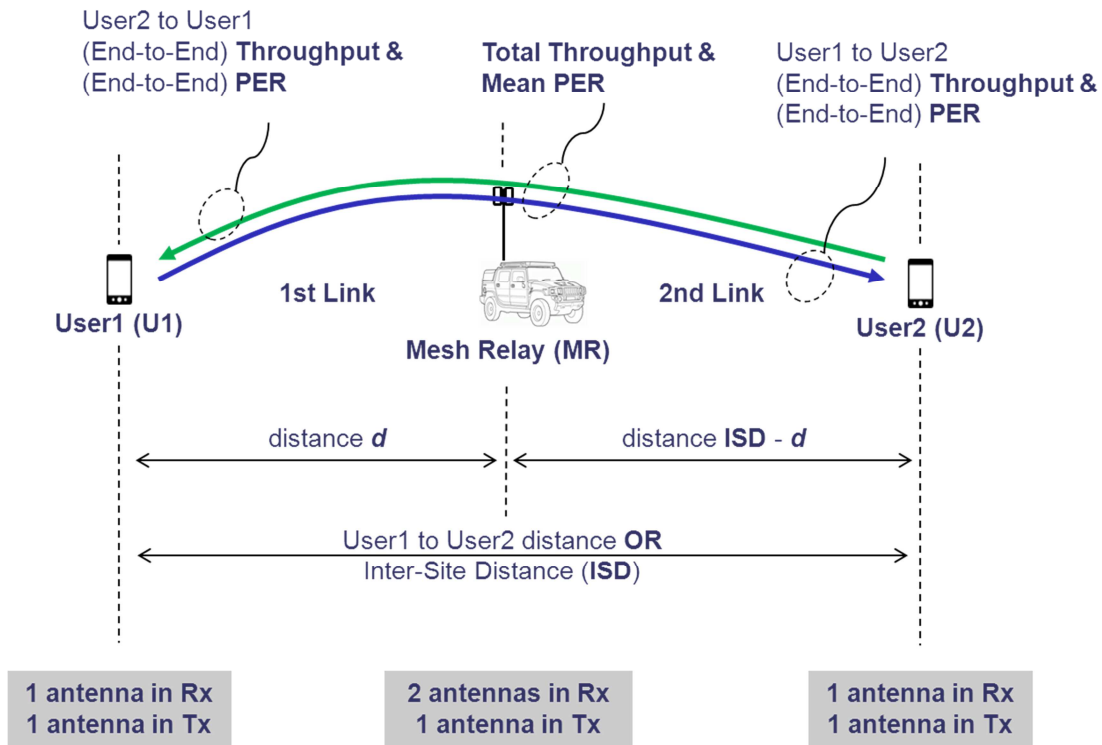 User2 to User1
(End-to-End) Throughput &
(End-to-End) PER
Total Throughput &
Mean PER
User1 to User2
(End-to-End) Throughput &
(End-to-End) PER
1st Link
2nd Link
User1 (U1)
Mesh Relay (MR)
User2 (U2)
distance d
distance ISD - d
User1 to User2 distance OR
Inter-Site Distance (ISD)
1 antenna in Rx
1 antenna in Tx
2 antennas in Rx
1 antenna in Tx
1 antenna in Rx
1 antenna in Tx